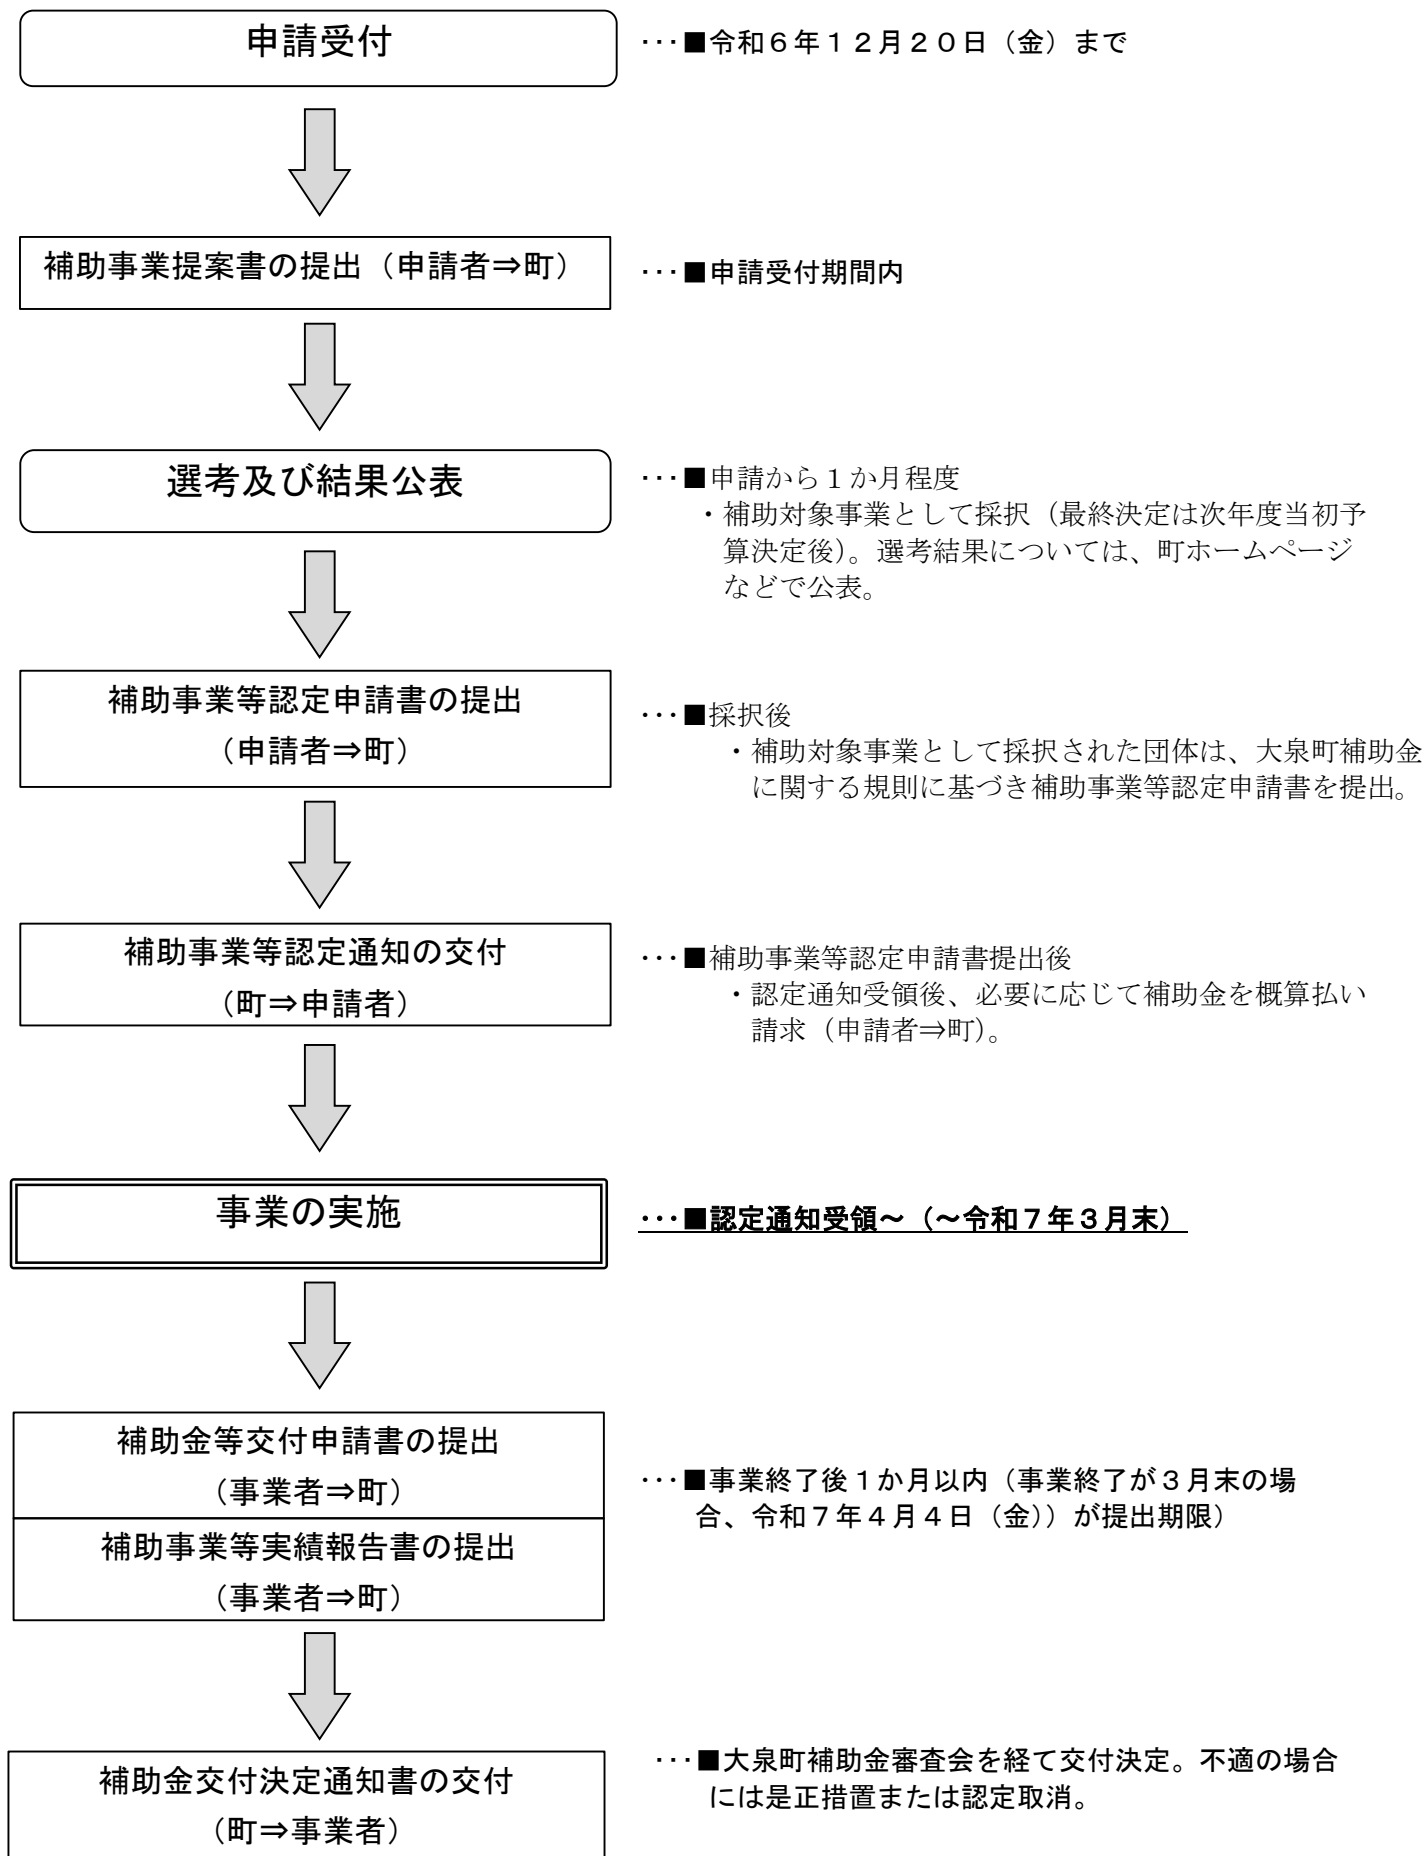 申請受付
･･･■令和６年１２月２０日（金）まで
補助事業提案書の提出（申請者⇒町）
･･･■申請受付期間内
選考及び結果公表
･･･■申請から１か月程度
・補助対象事業として採択（最終決定は次年度当初予
算決定後）。選考結果については、町ホームページ
などで公表。
補助事業等認定申請書の提出
（申請者⇒町）
･･･■採択後
・補助対象事業として採択された団体は、大泉町補助金
に関する規則に基づき補助事業等認定申請書を提出。
補助事業等認定通知の交付
（町⇒申請者）
･･･■補助事業等認定申請書提出後
・認定通知受領後、必要に応じて補助金を概算払い
請求（申請者⇒町）。
事業の実施
･･･■認定通知受領～（～令和７年３月末）
補助金等交付申請書の提出
（事業者⇒町）
補助事業等実績報告書の提出
（事業者⇒町）
･･･■事業終了後１か月以内（事業終了が３月末の場
合、令和７年４月４日（金））が提出期限）
補助金交付決定通知書の交付
（町⇒事業者）
･･･■大泉町補助金審査会を経て交付決定。不適の場合
には是正措置または認定取消。